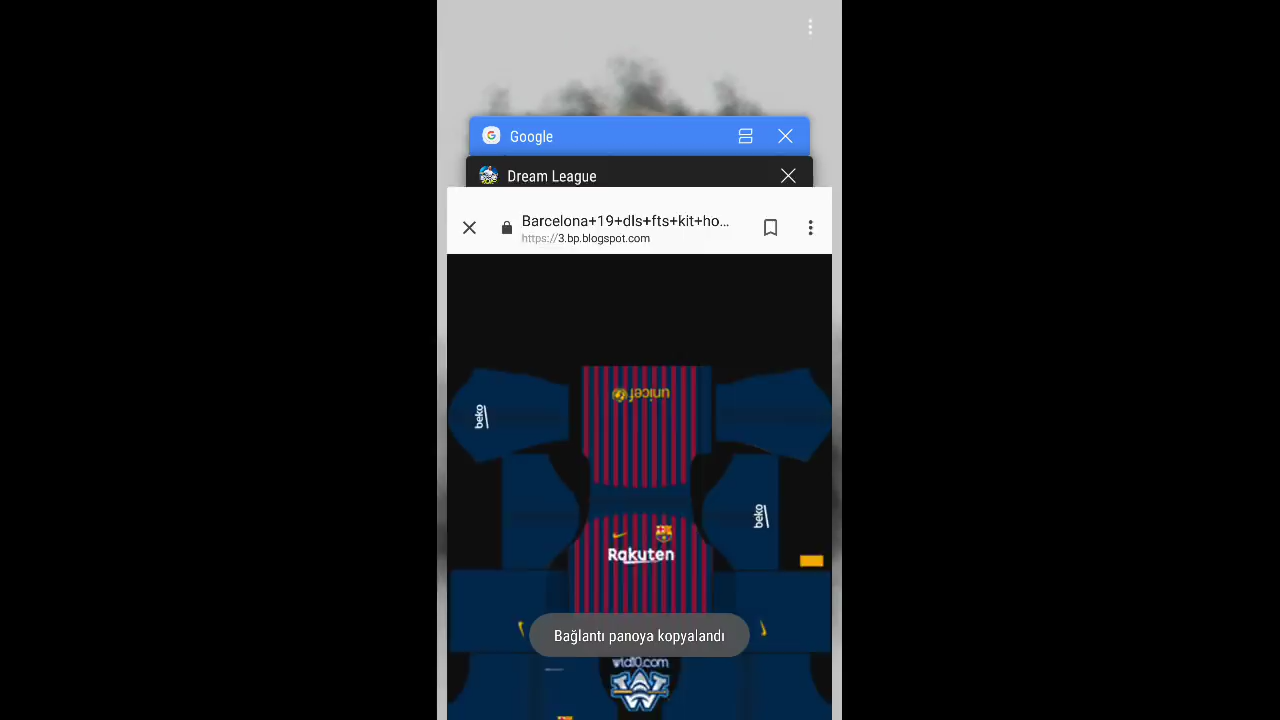 Google
Dream League
Barcelona+19+dls+fts+kit+ho...
https://3.bp.blogspot.com
unicef
beko
beko
Rakuten
Bağlantı panoya kopyalandı
wid10.com